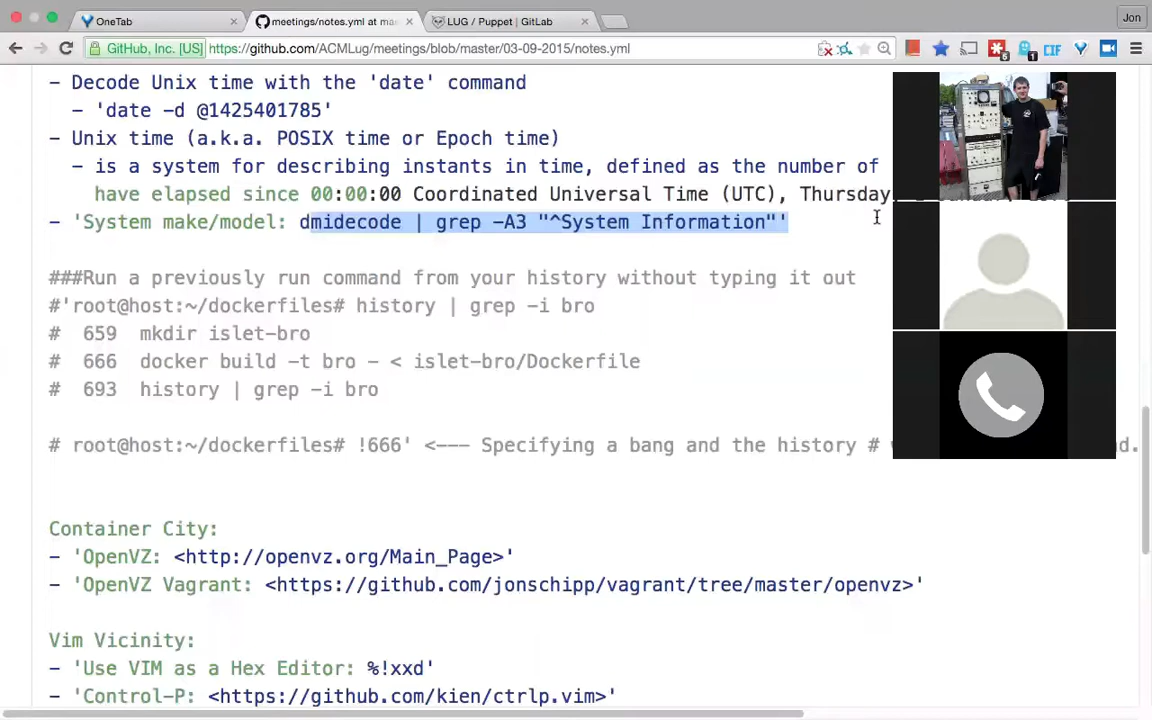 OneTab
meetings/notes.yml at mas
LUG / Puppet | GitLab
Jon
GitHub, Inc. [US]
https://github.com/ACMLug/meetings/blob/master/03-09-2015/notes.yml
CIF
- Decode Unix time with the 'date' command
- 'date -d @1425401785'
- Unix time (a.k.a. POSIX time or Epoch time)
- is a system for describing instants in time, defined as the number of
have elapsed since 00:00:00 Coordinated Universal Time (UTC), Thursday,
- 'System make/model: dmidecode | grep -A3 "^System Information"'
###Run a previously run command from your history without typing it out
#'root@host:~/dockerfiles# history | grep -i bro
# 659 mkdir islet-bro
# 666 docker build -t bro - < islet-bro/Dockerfile
# 693 history | grep -i bro
# root@host:~/dockerfiles# !666' <--- Specifying a bang and the history # d.
Container City:
- 'OpenVZ: <http://openvz.org/Main_Page>'
- 'OpenVZ Vagrant: <https://github.com/jonschipp/vagrant/tree/master/openvz>'
Vim Vicinity:
- 'Use VIM as a Hex Editor: %!xxd'
- 'Control-P: <https://github.com/kien/ctrlp.vim>'